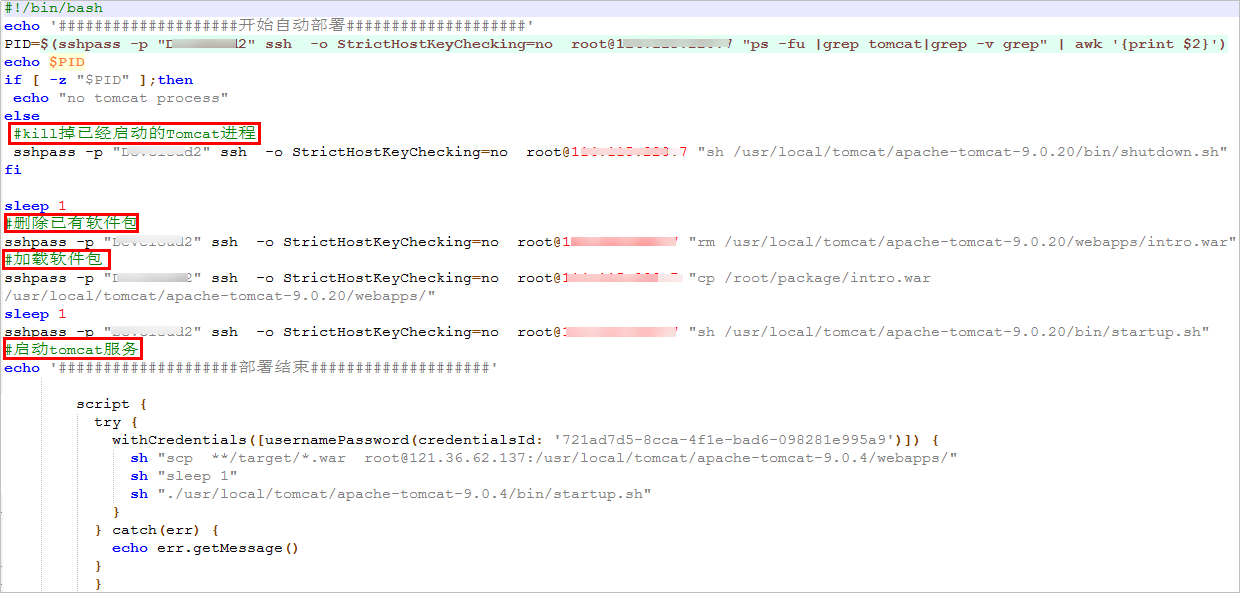 #!/bin/bash
echo '####################开始自动部署####################'
PID=$(sshpass -p " 2" ssh -o StrictHostKeyChecking=no root@1 7 "ps -fu |grep tomcat|grep -v grep" | awk '{print $2}')
echo $PID
if [ -z "$PID" ];then
echo "no tomcat process"
else
#kill掉已经启动的Tomcat进程
sshpass -p " 2" ssh -o StrictHostKeyChecking=no root@1 .7 "sh /usr/local/tomcat/apache-tomcat-9.0.20/bin/shutdown.sh"
fi
sleep 1
#删除已有软件包
sshpass -p " 2" ssh -o StrictHostKeyChecking=no root@1 "rm /usr/local/tomcat/apache-tomcat-9.0.20/webapps/intro.war"
#加载软件包
sshpass -p " 2" ssh -o StrictHostKeyChecking=no root@1 "cp /root/package/intro.war
/usr/local/tomcat/apache-tomcat-9.0.20/webapps/"
sleep 1
sshpass -p " 2" ssh -o StrictHostKeyChecking=no root@1 "sh /usr/local/tomcat/apache-tomcat-9.0.20/bin/startup.sh"
#启动tomcat服务
echo '####################部署结束####################'
script {
try {
withCredentials([usernamePassword(credentialsId: '721ad7d5-8cca-4f1e-bad6-098281e995a9')]) {
sh "scp **/target/*.war root@121.36.62.137:/usr/local/tomcat/apache-tomcat-9.0.4/webapps/"
sh "sleep 1"
sh "./usr/local/tomcat/apache-tomcat-9.0.4/bin/startup.sh"
}
} catch(err) {
echo err.getMessage()
}
}